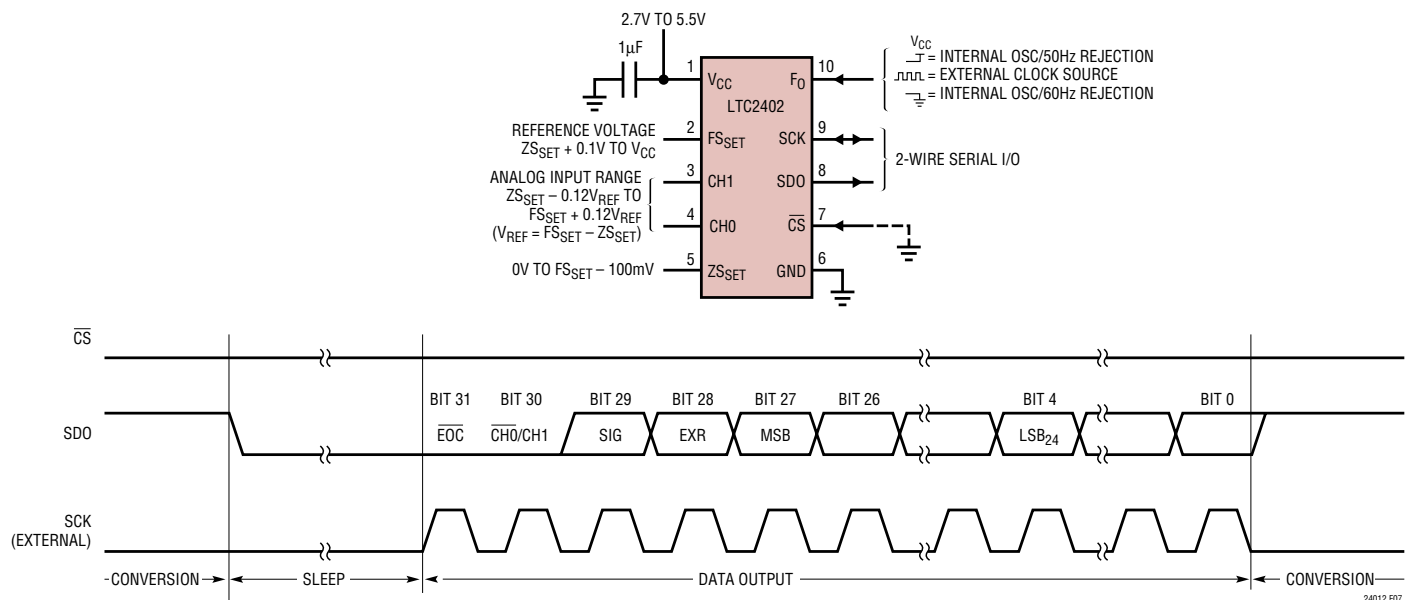 2.7V TO 5.5V
1µF
VCC
= INTERNAL OSC/50Hz REJECTION
= EXTERNAL CLOCK SOURCE
= INTERNAL OSC/60Hz REJECTION
1
VCC
FO
10
LTC2402
REFERENCE VOLTAGE
ZSSET + 0.1V TO VCC
2
FSSET
SCK
9
2-WIRE SERIAL I/O
ANALOG INPUT RANGE
ZSSET – 0.12VREF TO
FSSET + 0.12VREF
(VREF = FSSET – ZSSET)
3
CH1
SDO
8
4
CH0
CS
7
0V TO FSSET – 100mV
5
ZSSET
GND
6
CS
SDO
BIT 31 BIT 30 BIT 29 BIT 28 BIT 27 BIT 26 BIT 4 BIT 0
EOC CH0/CH1 SIG EXR MSB LSB24
SCK
(EXTERNAL)
CONVERSION SLEEP DATA OUTPUT CONVERSION
24012 F07